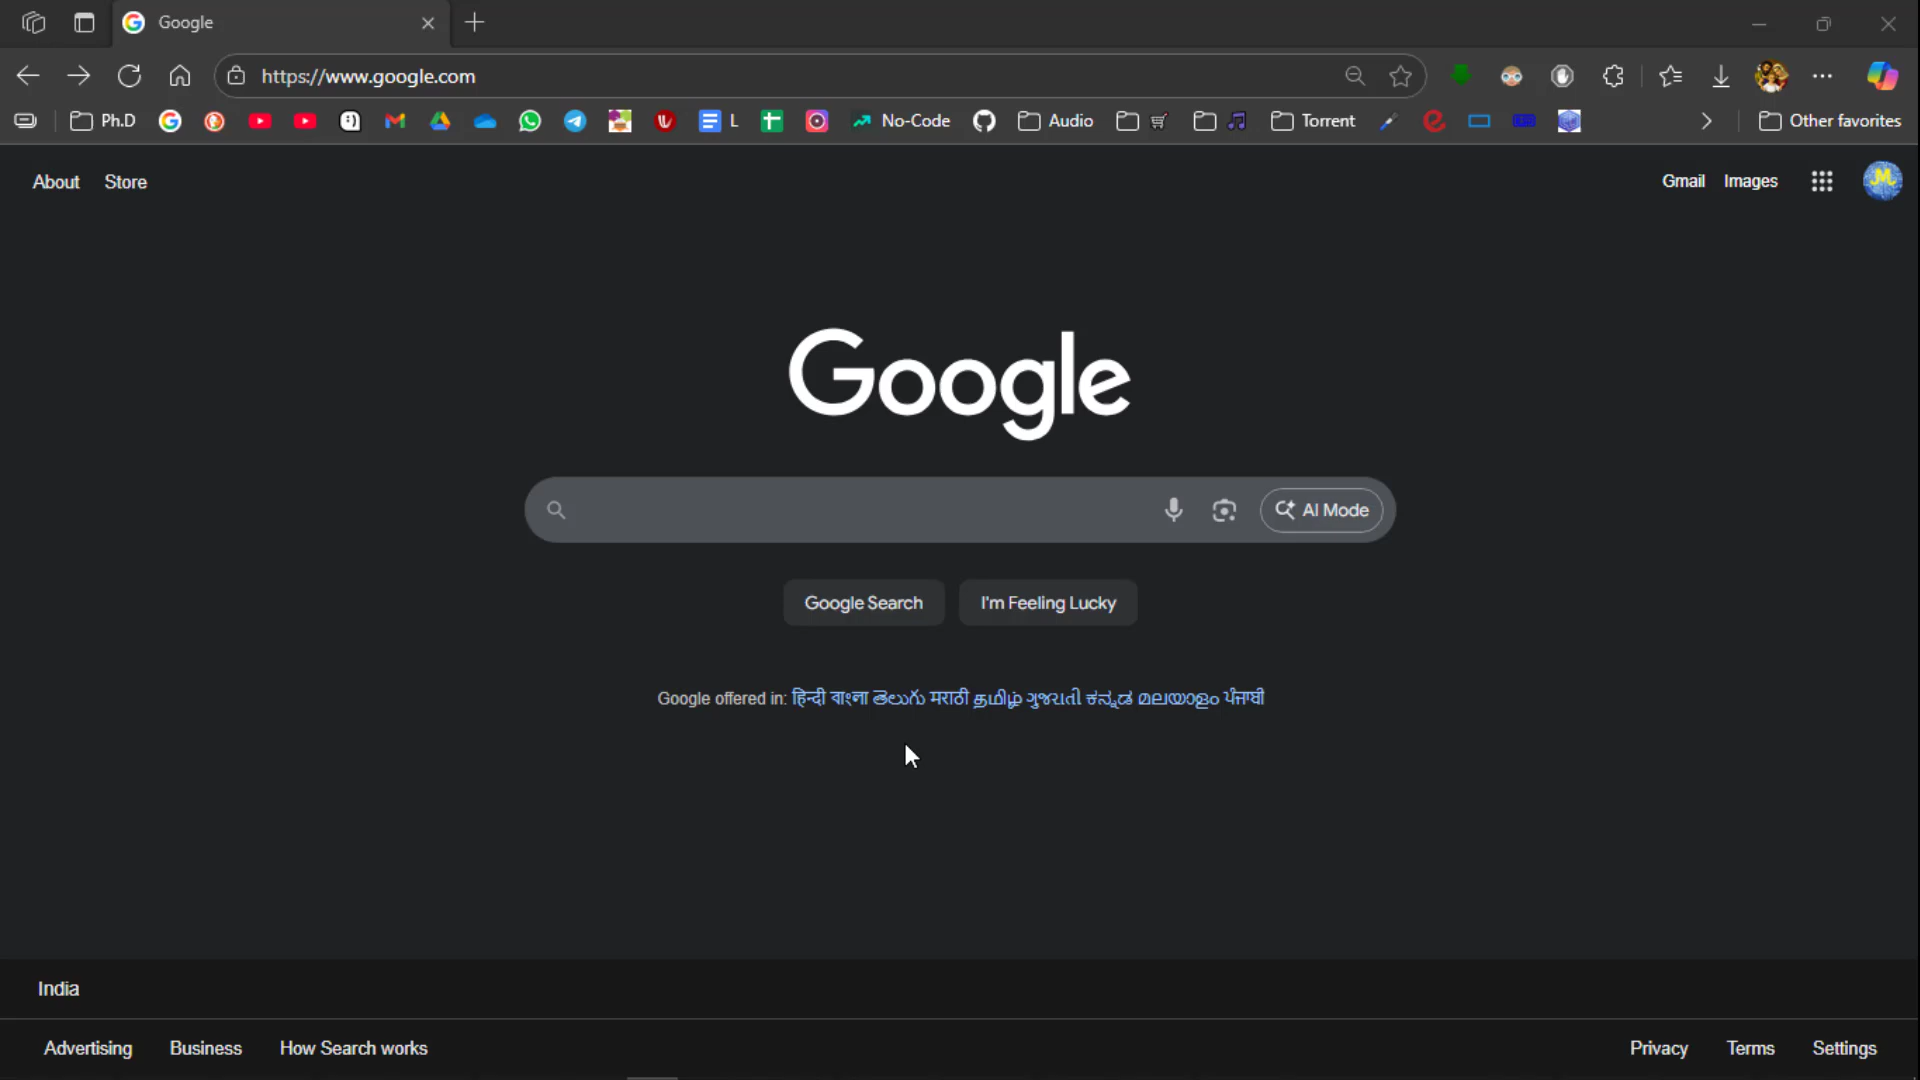 Google
https://www.google.com
Ph.D
L
No-Code
Audio
Torrent
Other favorites
About Store
Gmail Images
Google
AI Mode
Google Search
I'm Feeling Lucky
Google offered in: हिन्दी বাংলা తెలుగు मराठी தமிழ் ગુજરાતી ಕನ್ನಡ മലയാളം ਪੰਜਾਬੀ
India
Advertising Business How Search works
Privacy Terms Settings